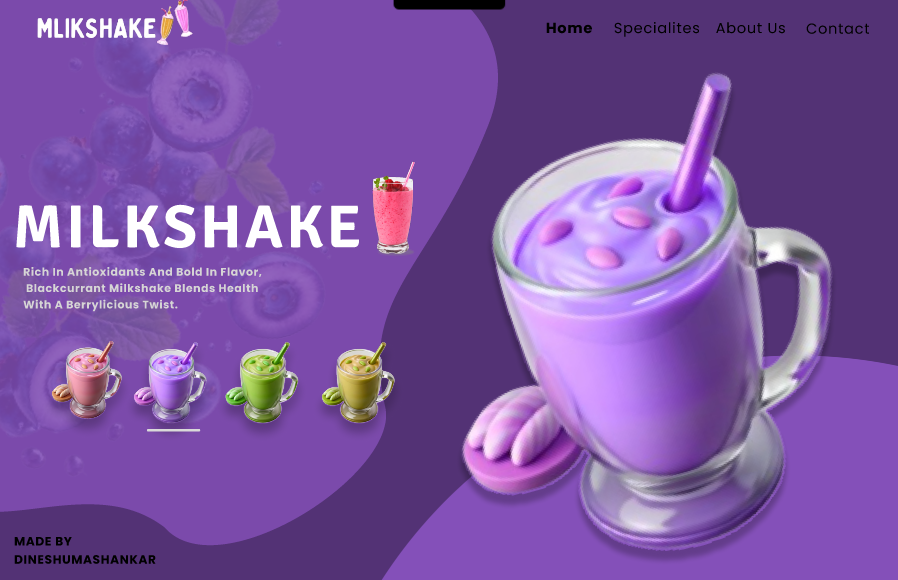 MLIKSHAKE
Home Specialites About Us Contact
MILKSHAKE
Rich In Antioxidants And Bold In Flavor,
Blackcurrant Milkshake Blends Health
With A Berrylicious Twist.
MADE BY
DINESHUMASHANKAR